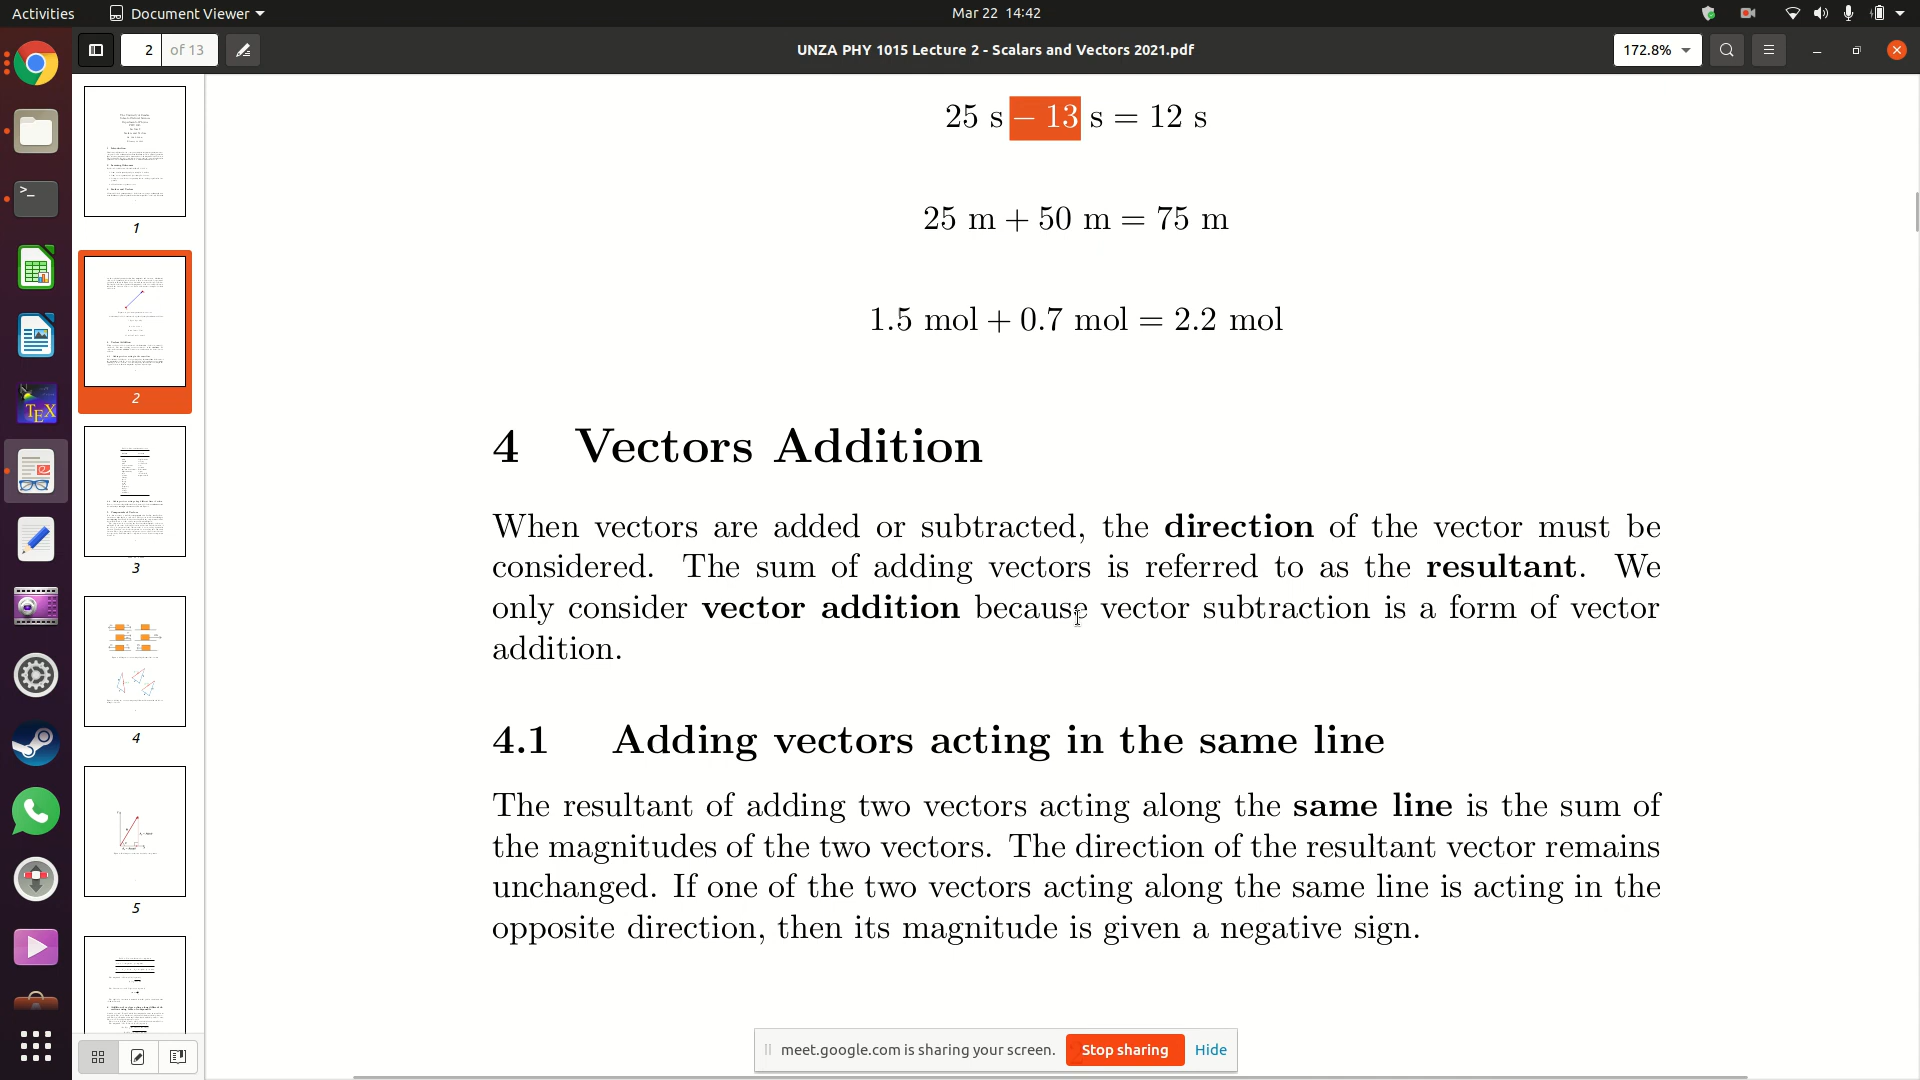 Activities
Document Viewer
Mar 22 14:42
2
of 13
UNZA PHY 1015 Lecture 2 - Scalars and Vectors 2021.pdf
172.8%
25 s − 13 s = 12 s
25 m + 50 m = 75 m
1.5 mol + 0.7 mol = 2.2 mol
4 Vectors Addition
When vectors are added or subtracted, the direction of the vector must be
considered. The sum of adding vectors is referred to as the resultant. We
only consider vector addition because vector subtraction is a form of vector
addition.
4.1 Adding vectors acting in the same line
The resultant of adding two vectors acting along the same line is the sum of
the magnitudes of the two vectors. The direction of the resultant vector remains
unchanged. If one of the two vectors acting along the same line is acting in the
opposite direction, then its magnitude is given a negative sign.
1
2
3
4
5
TEX
meet.google.com is sharing your screen.
Stop sharing
Hide